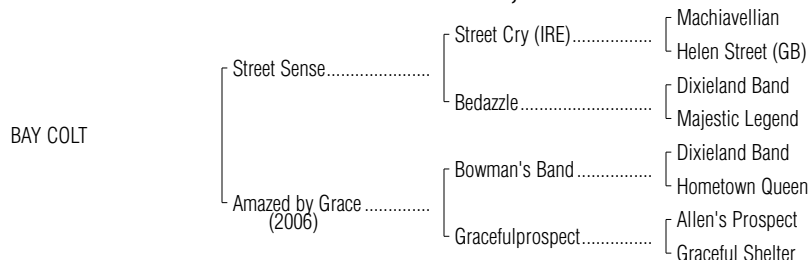 Machiavellian
Street Cry (IRE)..................
Helen Street (GB)
Street Sense.......................
Dixieland Band
Bedazzle.............................
Majestic Legend
BAY COLT
Dixieland Band
Bowman's Band.................
Hometown Queen
Amazed by Grace ..............
(2006)
Allen's Prospect
Gracefulprospect................
Graceful Shelter